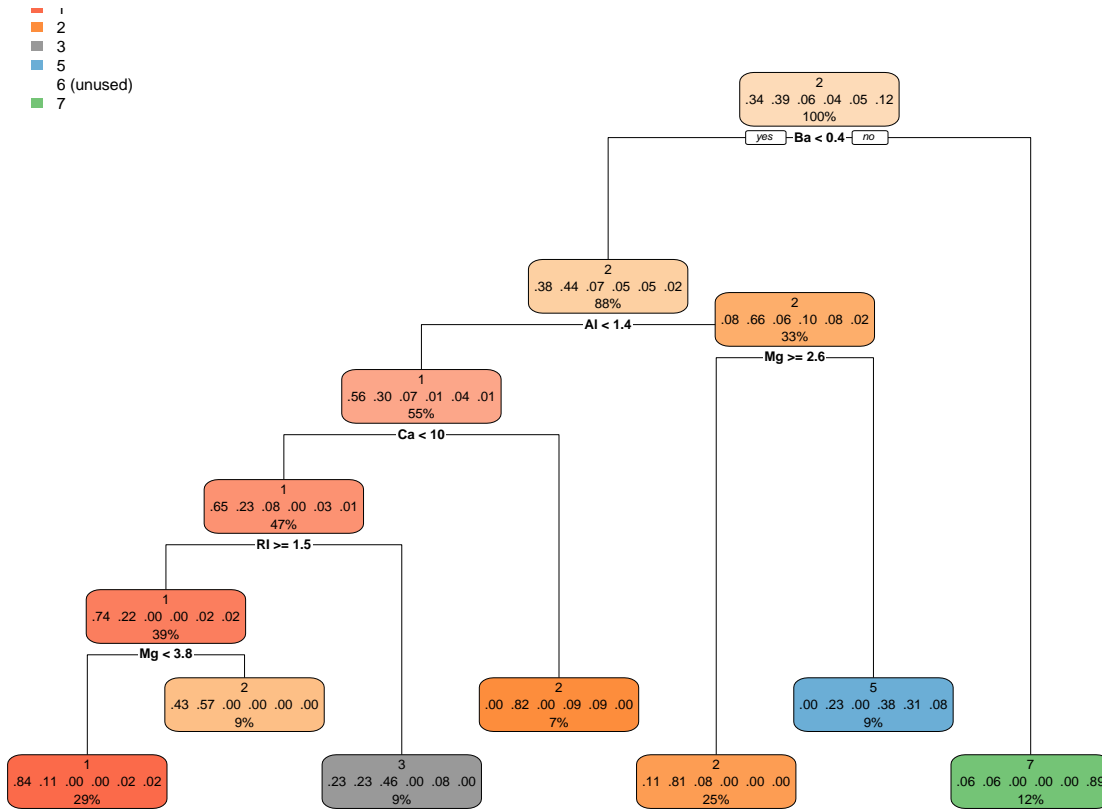 1
2
3
5
6 (unused)
7
2
.34 .39 .06 .04 .05 .12
100%
yes Ba < 0.4 no
2
.38 .44 .07 .05 .05 .02
88%
Al < 1.4
2
.08 .66 .06 .10 .08 .02
33%
Mg >= 2.6
1
.56 .30 .07 .01 .04 .01
55%
Ca < 10
1
.65 .23 .08 .00 .03 .01
47%
RI >= 1.5
1
.74 .22 .00 .00 .02 .02
39%
Mg < 3.8
2
.43 .57 .00 .00 .00 .00
9%
2
.00 .82 .00 .09 .09 .00
7%
5
.00 .23 .00 .38 .31 .08
9%
1
.84 .11 .00 .00 .02 .02
29%
3
.23 .23 .46 .00 .08 .00
9%
2
.11 .81 .08 .00 .00 .00
25%
7
.06 .06 .00 .00 .00 .89
12%